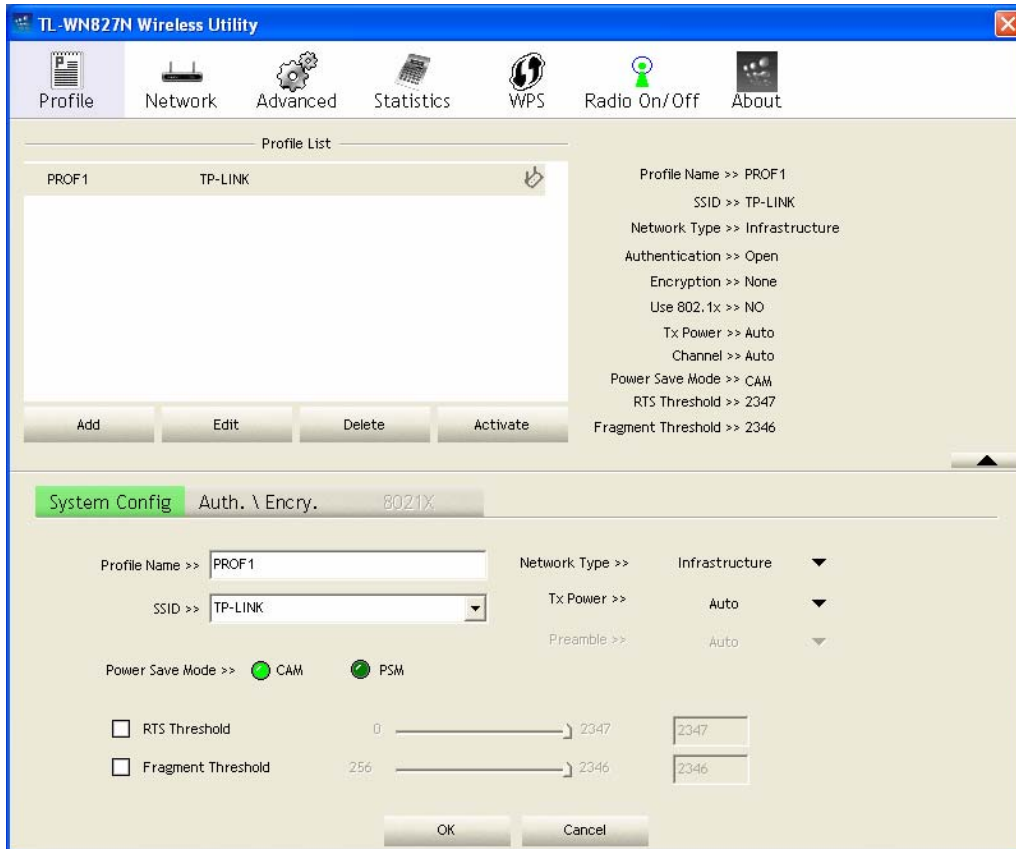 TL-WN827N Wireless Utility
Profile Network Advanced Statistics WPS Radio On/Off About
Profile List
PROF1 TP-LINK
Add Edit Delete Activate
Profile Name >> PROF1
SSID >> TP-LINK
Network Type >> Infrastructure
Authentication >> Open
Encryption >> None
Use 802.1x >> NO
Tx Power >> Auto
Channel >> Auto
Power Save Mode >> CAM
RTS Threshold >> 2347
Fragment Threshold >> 2346
System Config Auth. \ Encry. 8021X
Profile Name >> PROF1 Network Type >> Infrastructure
SSID >> TP-LINK Tx Power >> Auto
Preamble >> Auto
Power Save Mode >> CAM PSM
RTS Threshold 0 2347 2347
Fragment Threshold 256 2346 2346
OK Cancel